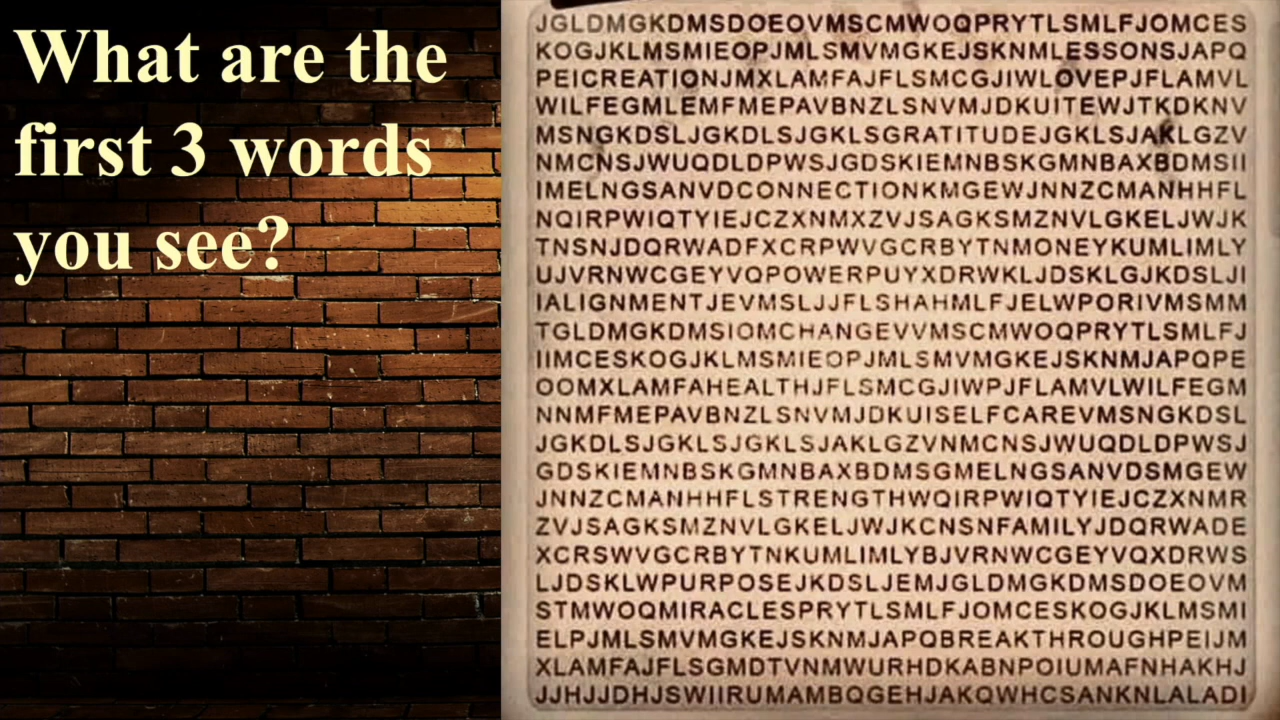 What are the
first 3 words
you see?
JGLDMGKDMSDOEOVMSCMWOQPRYTLSMLFJOMCES
KOGJKLMSMIEOPJMLSMVMGKEJSKNMLESSONSJAPQ
PEICREATIONJMXLAMFAJFLSMCGJIWLOVEPJFLAMVL
WILFEGMLEMFMEPAVBNZLSNVMJDKUITEWJTKDKNV
MSNGKDSLJGKDLSJGKLSGRATITUDEJGKLSJAKLGZV
NMCNSJWUQDLDPWSJGDSKIEMNBSKGMNBAXBDMSII
IMELNGSANVDCONNECTIONKMGEWJNNZCMANHHFL
NQIRPWIQTYIEJCZXNMXZVJSAGKSMZNVLGKELJWJK
TNSNJDQRWADFXCRPWVGCRBYTNMONEYKUMLIMLY
UJVRNWCGEYVQPOWERPUYXDRWKLJDSKLGJKDSLJI
IALIGNMENTJEVMSLJJFLSHAHMLFJELWPORIVMSMM
TGLDMGKDMSIOMCHANGEVVMSCMWOQPRYTLSMLFJ
IIMCESKOGJKLMSMIEOPJMLSMVMGKEJSKNMJAPQPE
OOMXLAMFAHEALTHJFLSMCGJIWPJFLAMVLWILFEGM
NNMFMEPAVBNZLSNVMJDKUISELFCAREVMSNGKDSL
JGKDLSJGKLSJGKLSJAKLGZVNMCNSJWUQDLDPWSJ
GDSKIEMNBSKGMNBAXBDMSGMELNGSANVDSMGEW
JNNZCMANHHFLSTRENGTHWQIRPWIQTYIEJCZXNMR
ZVJSAGKSMZNVLGKELJWJKCNSNFAMILYJDQRWADE
XCRSWVGCRBYTNKUMLIMLYBJVRNWCGEYVQXDRWS
LJDSKLWPURPOSEJKDSLJEMJGLDMGKDMSDOEOVM
STMWOQMIRACLESPRYTLSMLFJOMCESKOGJKLMSMI
ELPJMLSMVMGKEJSKNMJAPQBREAKTHROUGHPEIJM
XLAMFAJFLSGMDTVNMWURHDKABNPOIUMAFNHAKHJ
JJHJJDHJSWIIRUMAMBQGEHJAKQWHCSANKNLALADI